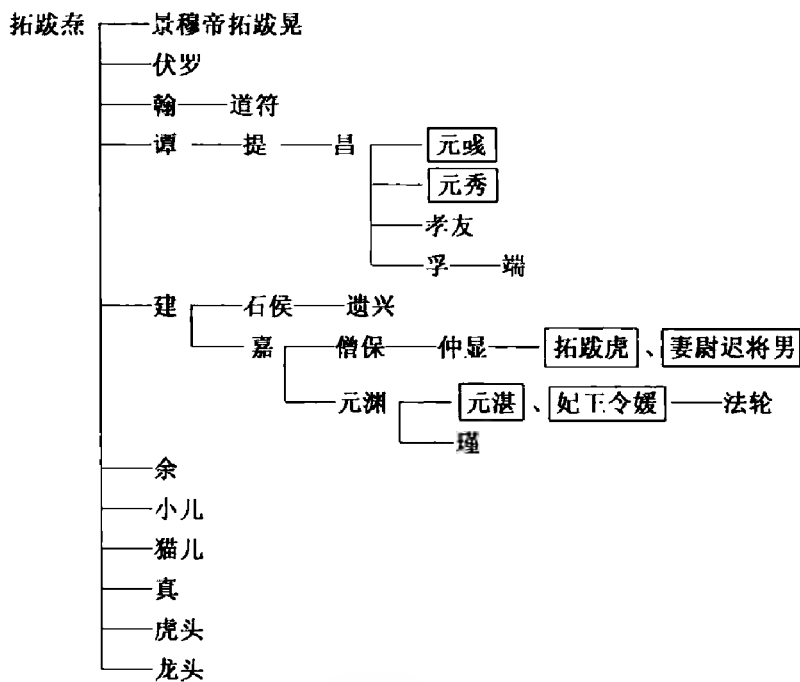 拓跋焘 景穆帝拓跋晃
伏罗
翰 道符
谭 提 昌 元彧
元秀
孝友
孚 端
建 石侯 遗兴
嘉 僧保 仲显 拓跋虎、妻尉迟将男
元渊 元湛、妃王令媛 法轮
瑾
余
小儿
猫儿
真
虎头
龙头